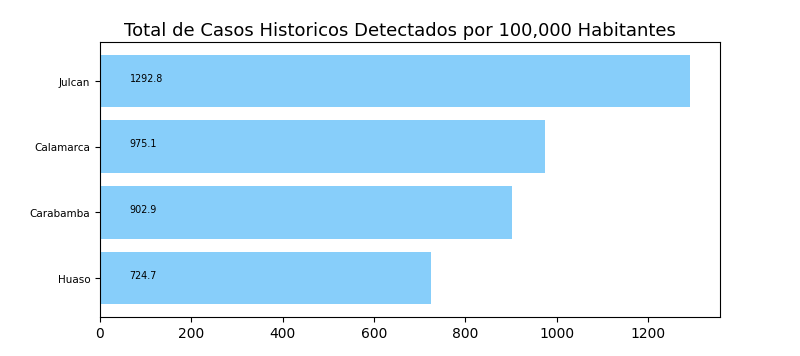 Total de Casos Historicos Detectados por 100,000 Habitantes
Julcan 1292.8
Calamarca 975.1
Carabamba 902.9
Huaso 724.7
0 200 400 600 800 1000 1200